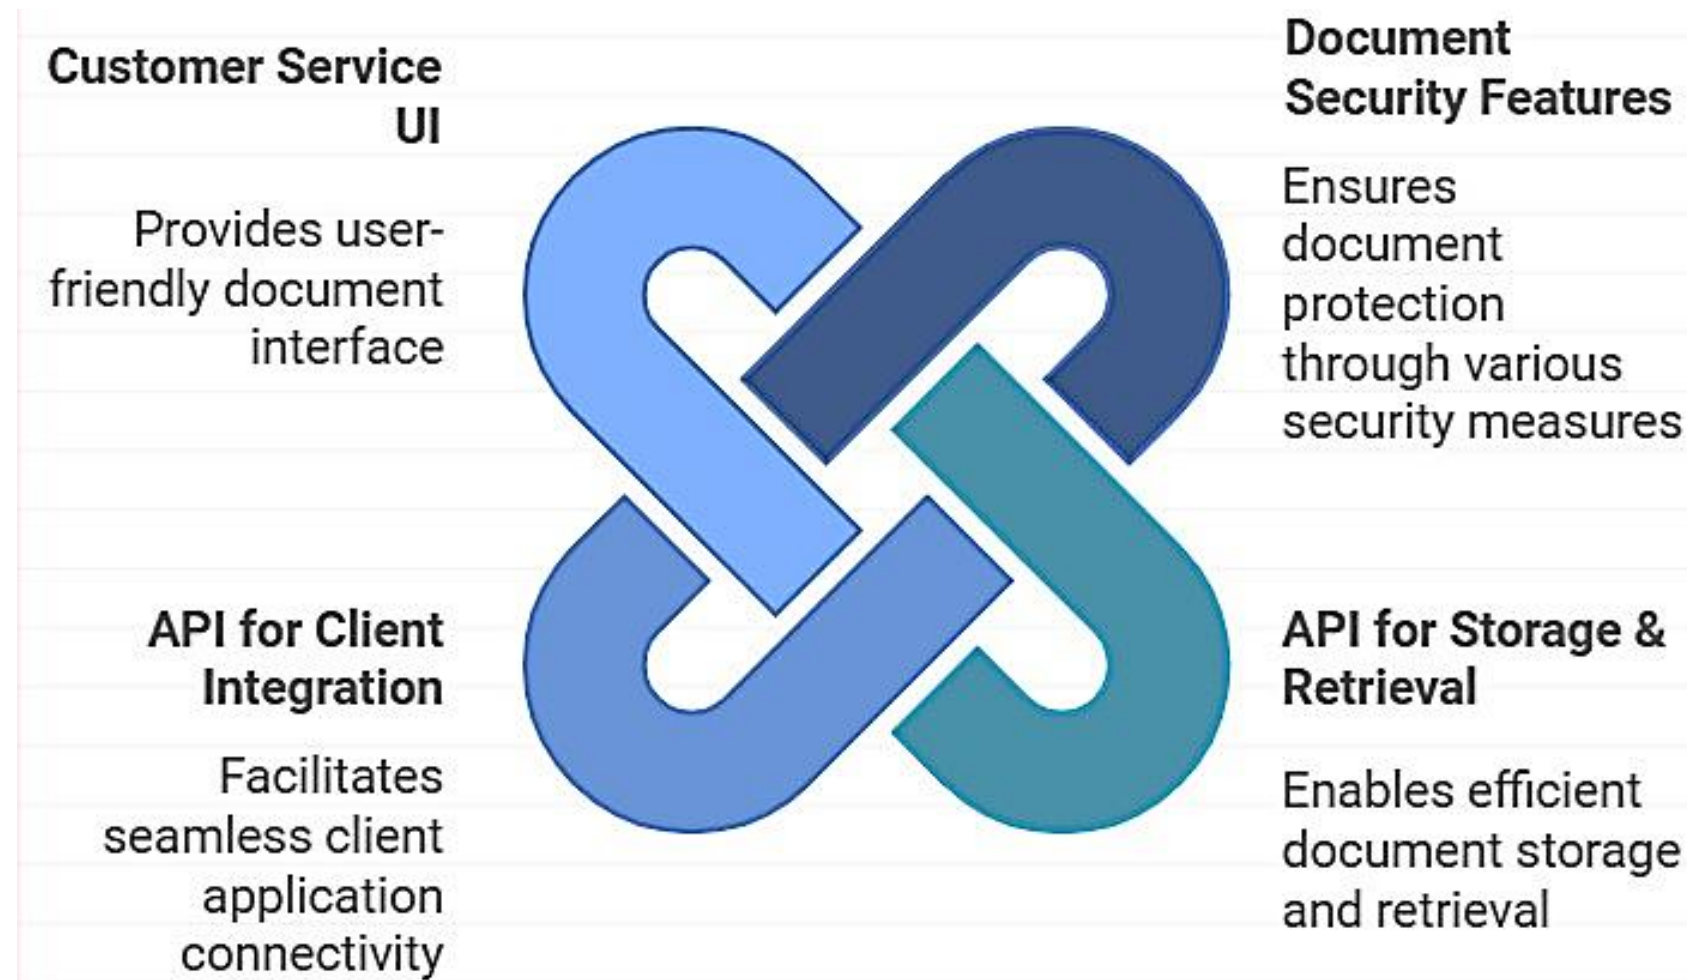 Customer Service
UI
Provides user-
friendly document
interface
Document
Security Features
Ensures
document
protection
through various
security measures
API for Client
Integration
Facilitates
seamless client
application
connectivity
API for Storage &
Retrieval
Enables efficient
document storage
and retrieval